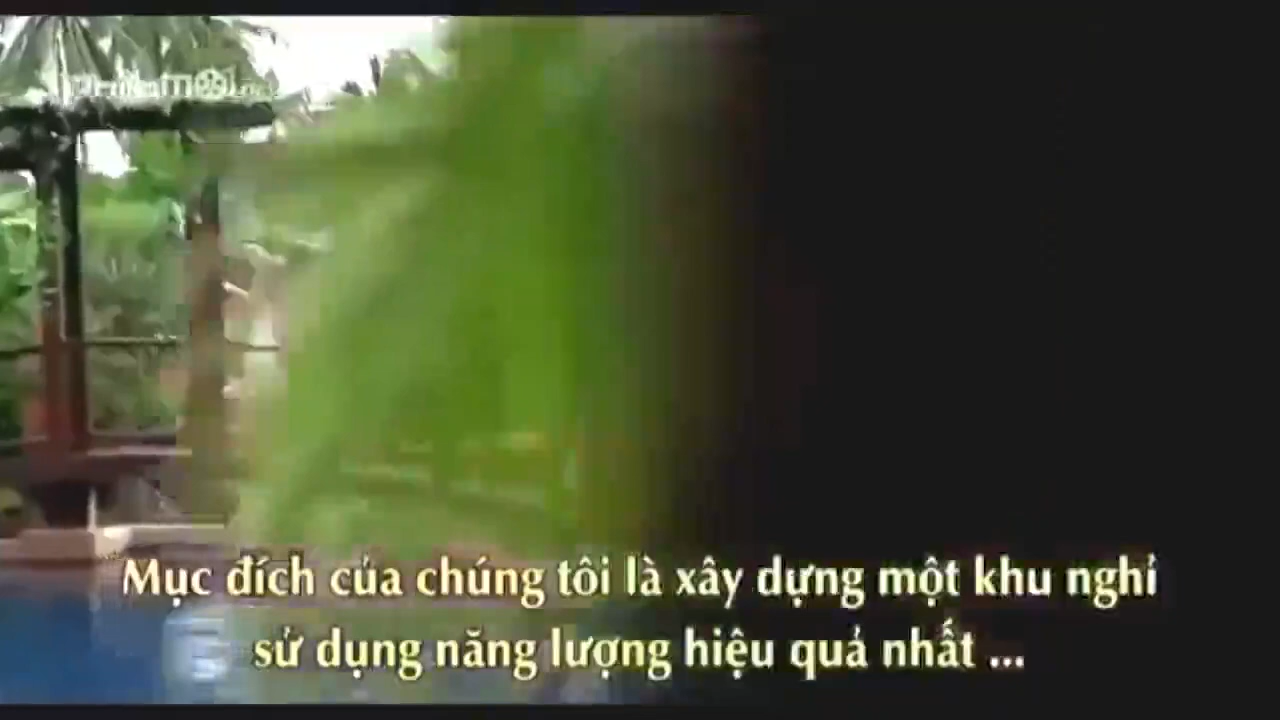 Mục đích của chúng tôi là xây dựng một khu nghỉ
sử dụng năng lượng hiệu quả nhất ...